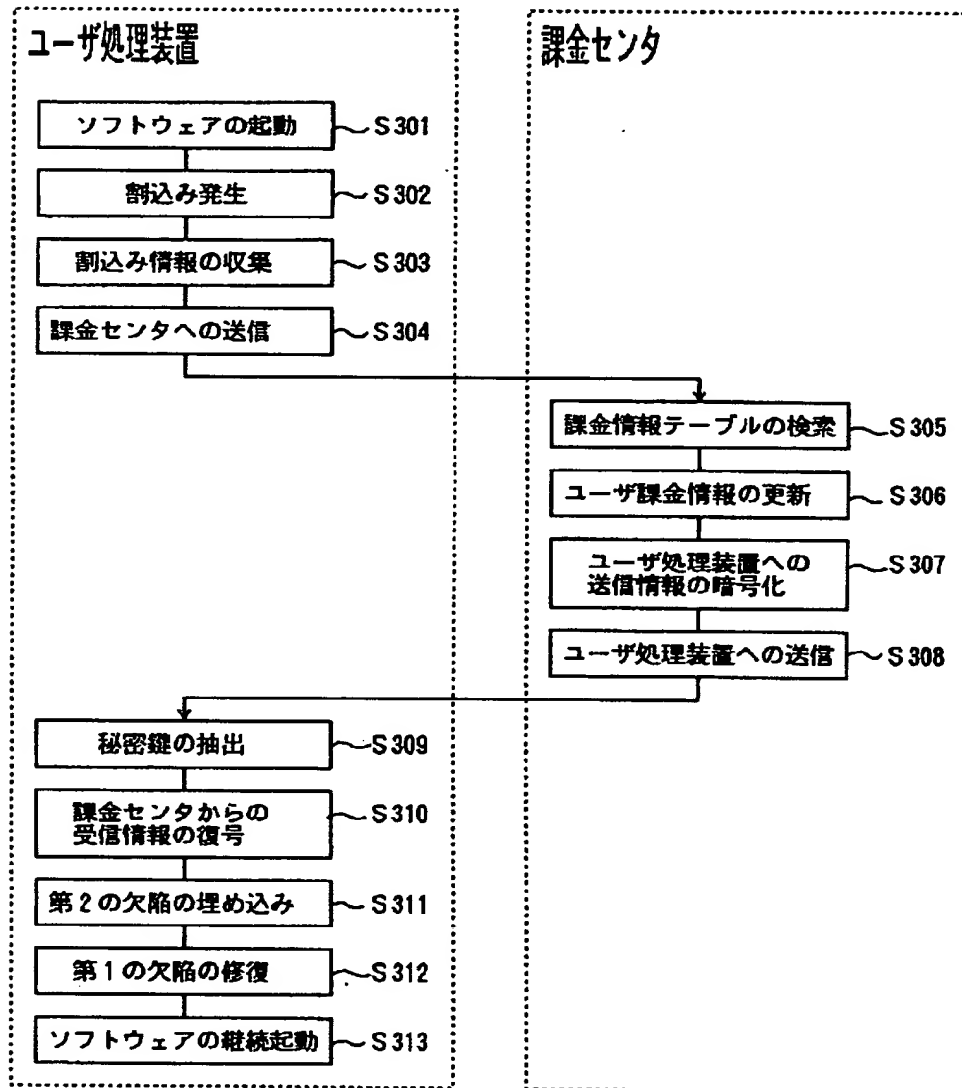 ユーザ処理装置
ソフトウェアの起動
S301
割込み発生
S302
割込み情報の収集
S303
課金センタへの送信
S304
課金センタ
課金情報テーブルの検索
S305
ユーザ課金情報の更新
S306
ユーザ処理装置への
送信情報の暗号化
S307
ユーザ処理装置への送信
S308
秘密鍵の抽出
S309
課金センタからの
受信情報の復号
S310
第2の欠陥の埋め込み
S311
第1の欠陥の修復
S312
ソフトウェアの継続起動
S313